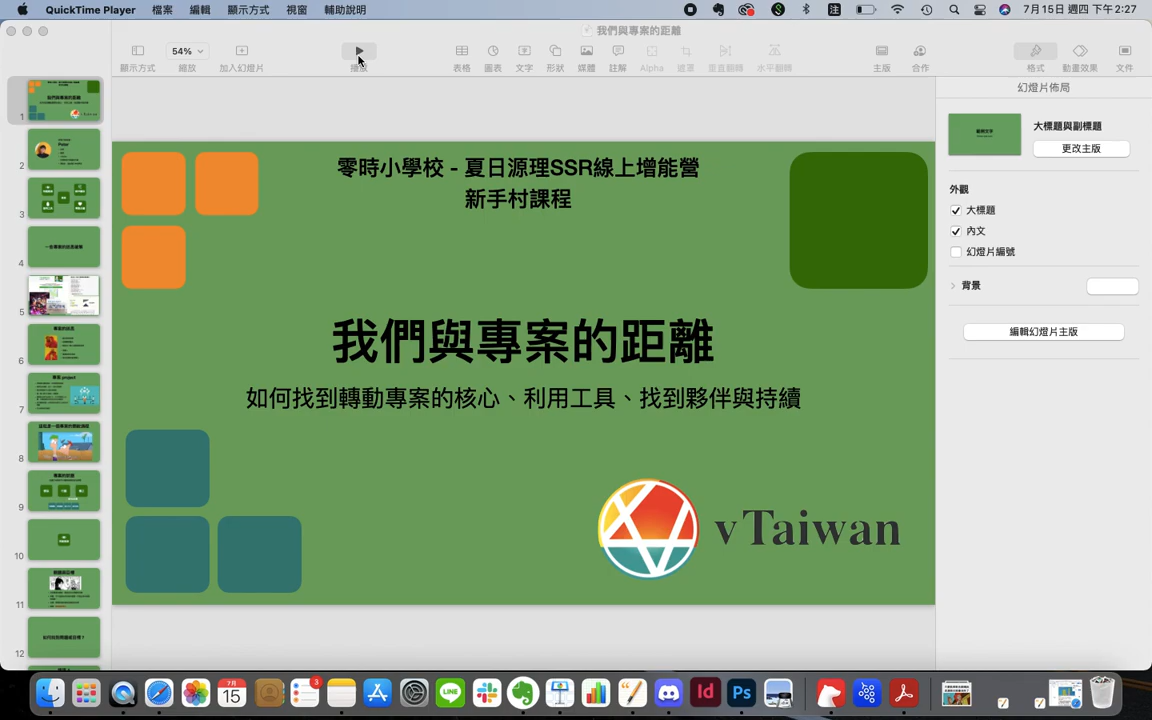 QuickTime Player 檔案 編輯 顯示方式 視窗 輔助說明 7月15日 週四 下午2:27
我們與專案的距離
54%
顯示方式 縮放 加入幻燈片 播放 表格 圖表 文字 形狀 媒體 註解 Alpha 遮罩 垂直翻轉 水平翻轉 主版 合作 格式 動畫效果 文件
幻燈片佈局
大標題與副標題
更改主版
外觀
大標題
內文
幻燈片編號
背景
編輯幻燈片主版
1
2
3
4
5
6
7
8
9
10
11
12
零時小學校 - 夏日源理SSR線上增能營
新手村課程
我們與專案的距離
如何找到轉動專案的核心、利用工具、找到夥伴與持續
vTaiwan
7月
15
3
LINE
Id
Ps